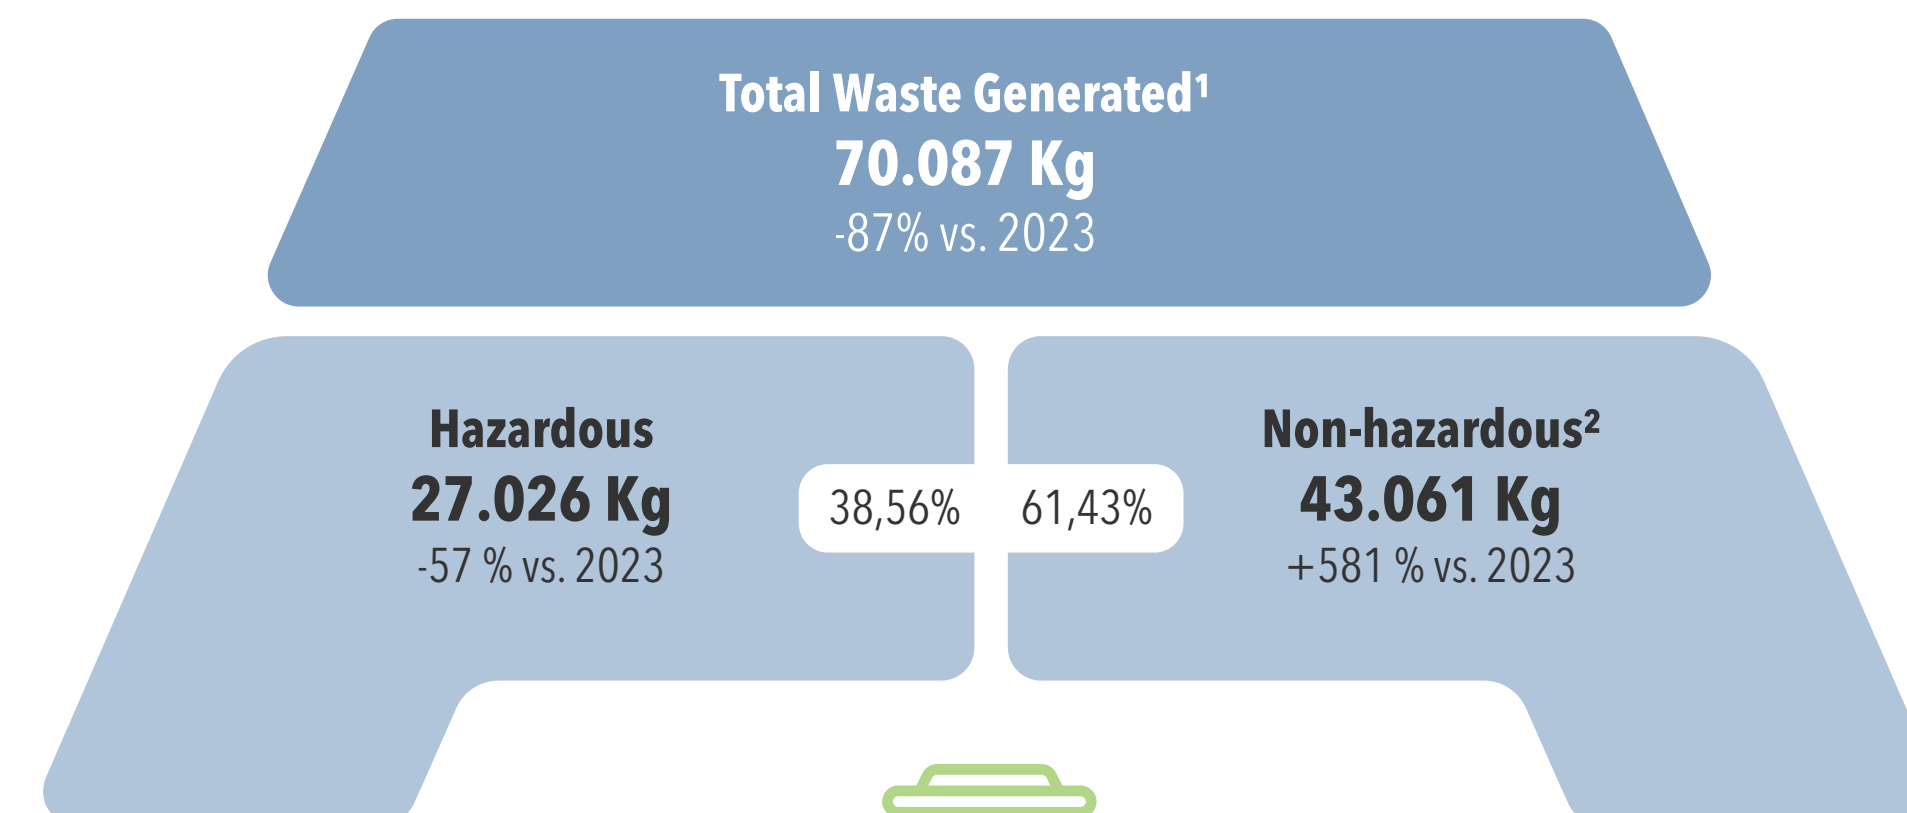 Total Waste Generated¹
70.087 Kg
-87% vs. 2023
Hazardous
27.026 Kg
-57 % vs. 2023
38,56%
61,43%
Non-hazardous²
43.061 Kg
+581 % vs. 2023